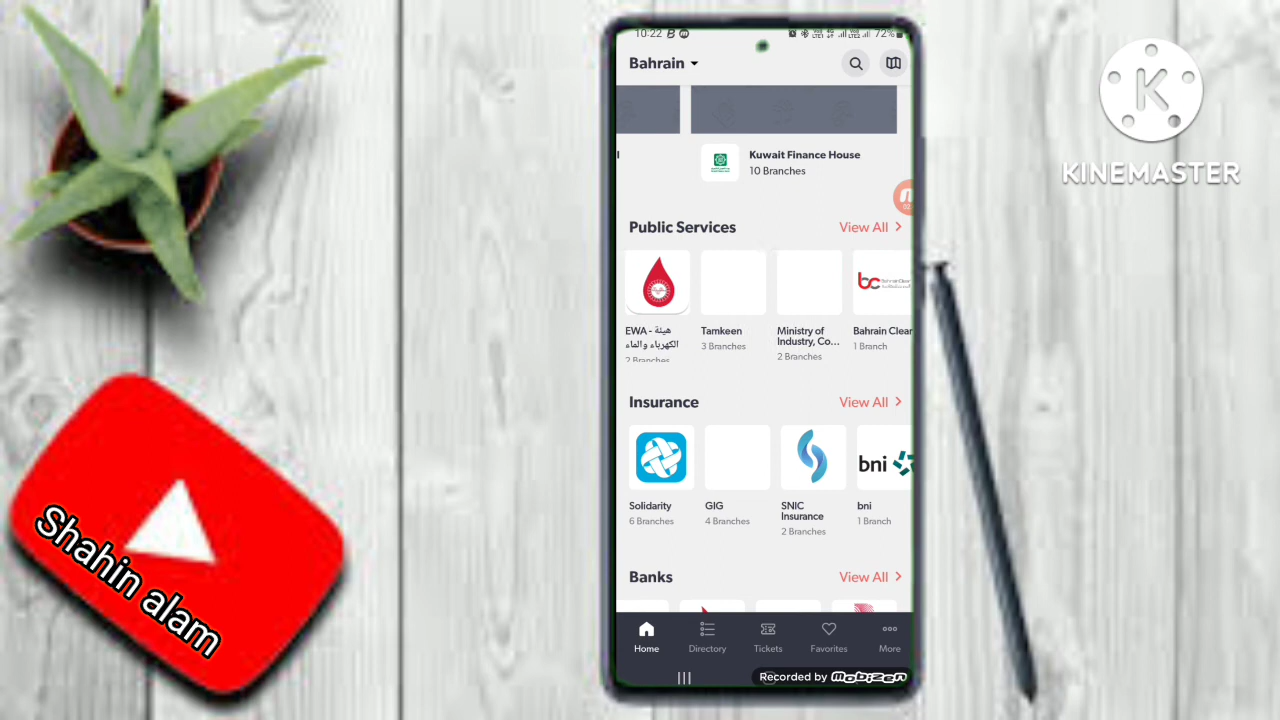 10:22
72%
Bahrain
KINEMASTER
Kuwait Finance House
10 Branches
Public Services
View All
bc
EWA - هيئة
الكهرباء والماء
2 Branches
Tamkeen
3 Branches
Ministry of
Industry, Co...
2 Branches
Bahrain Clear
1 Branch
Insurance
View All
bni
Solidarity
6 Branches
GIG
4 Branches
SNIC
Insurance
2 Branches
bni
1 Branch
Banks
View All
Home
Directory
Tickets
Favorites
More
Recorded by mobizen
Shahin alam